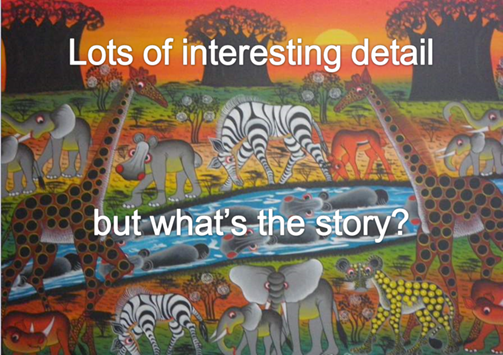 Lots of interesting detail
but what's the story?